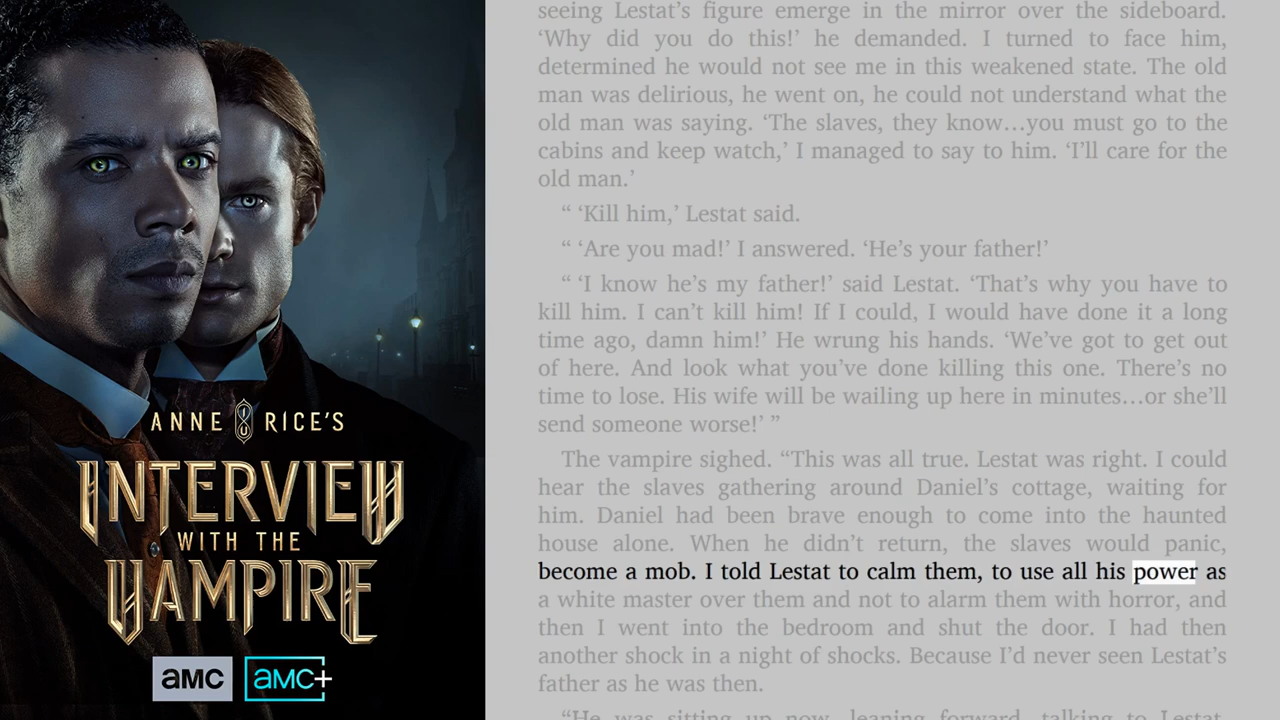 ANNE RICE'S
INTERVIEW
WITH THE
VAMPIRE
aMC
aMC+
seeing Lestat’s figure emerge in the mirror over the sideboard.
‘Why did you do this!’ he demanded. I turned to face him,
determined he would not see me in this weakened state. The old
man was delirious, he went on, he could not understand what the
old man was saying. ‘The slaves, they know…you must go to the
cabins and keep watch,’ I managed to say to him. ‘I’ll care for the
old man.’
“ ‘Kill him,’ Lestat said.
“ ‘Are you mad!’ I answered. ‘He’s your father!’
“ ‘I know he’s my father!’ said Lestat. ‘That’s why you have to
kill him. I can’t kill him! If I could, I would have done it a long
time ago, damn him!’ He wrung his hands. ‘We’ve got to get out
of here. And look what you’ve done killing this one. There’s no
time to lose. His wife will be wailing up here in minutes…or she’ll
send someone worse!’ ”
The vampire sighed. “This was all true. Lestat was right. I could
hear the slaves gathering around Daniel’s cottage, waiting for
him. Daniel had been brave enough to come into the haunted
house alone. When he didn’t return, the slaves would panic,
become a mob. I told Lestat to calm them, to use all his power as
a white master over them and not to alarm them with horror, and
then I went into the bedroom and shut the door. I had then
another shock in a night of shocks. Because I’d never seen Lestat’s
father as he was then.
“He was sitting up now, leaning forward, talking to Lestat,